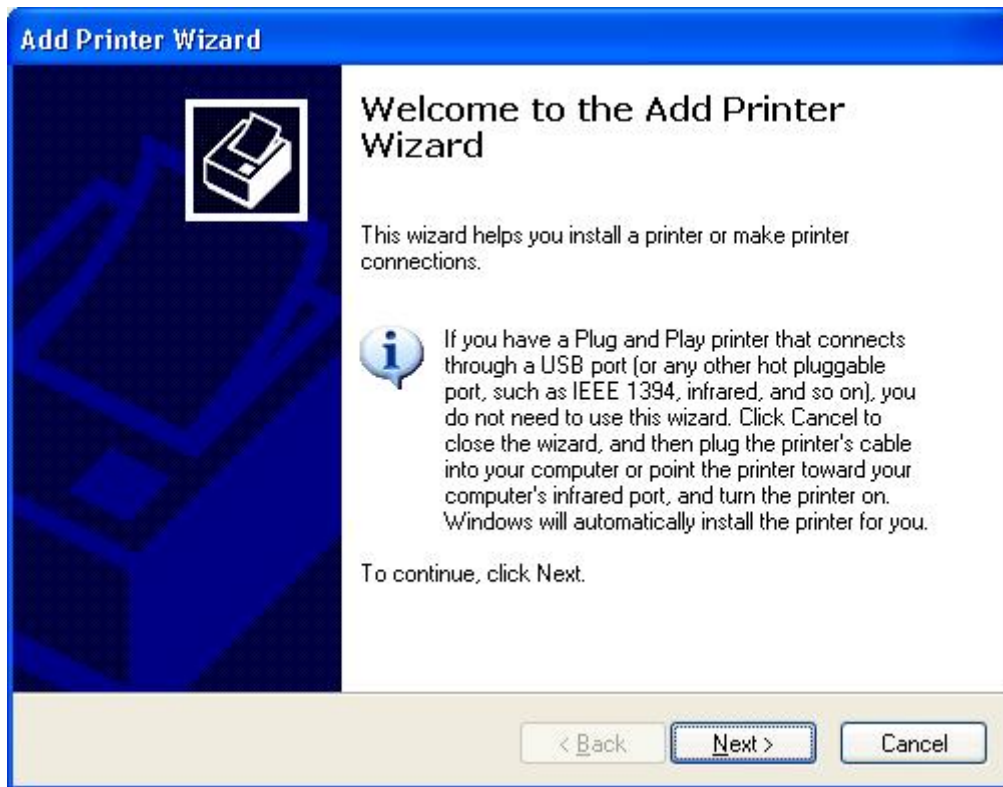 Add Printer Wizard
Welcome to the Add Printer
Wizard
This wizard helps you install a printer or make printer
connections.
If you have a Plug and Play printer that connects
through a USB port (or any other hot pluggable
port, such as IEEE 1394, infrared, and so on), you
do not need to use this wizard. Click Cancel to
close the wizard, and then plug the printer's cable
into your computer or point the printer toward your
computer's infrared port, and turn the printer on.
Windows will automatically install the printer for you.
To continue, click Next.
< Back Next > Cancel